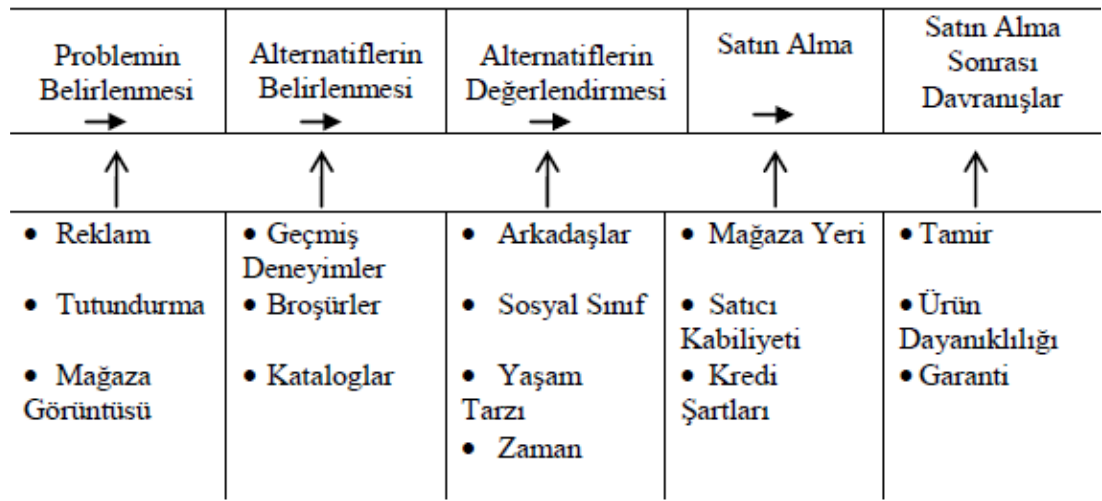 Problemin
Belirlenmesi
Alternatiflerin
Belirlenmesi
Alternatiflerin
Değerlendirmesi
Satın Alma
Satın Alma
Sonrası
Davranışlar
• Reklam
• Tutundurma
• Mağaza
Görüntüsü
• Geçmiş
Deneyimler
• Broşürler
• Kataloglar
• Arkadaşlar
• Sosyal Sınıf
• Yaşam
Tarzı
• Zaman
• Mağaza Yeri
• Satıcı
Kabiliyeti
• Kredi
Şartları
• Tamir
• Ürün
Dayanıklılığı
• Garanti